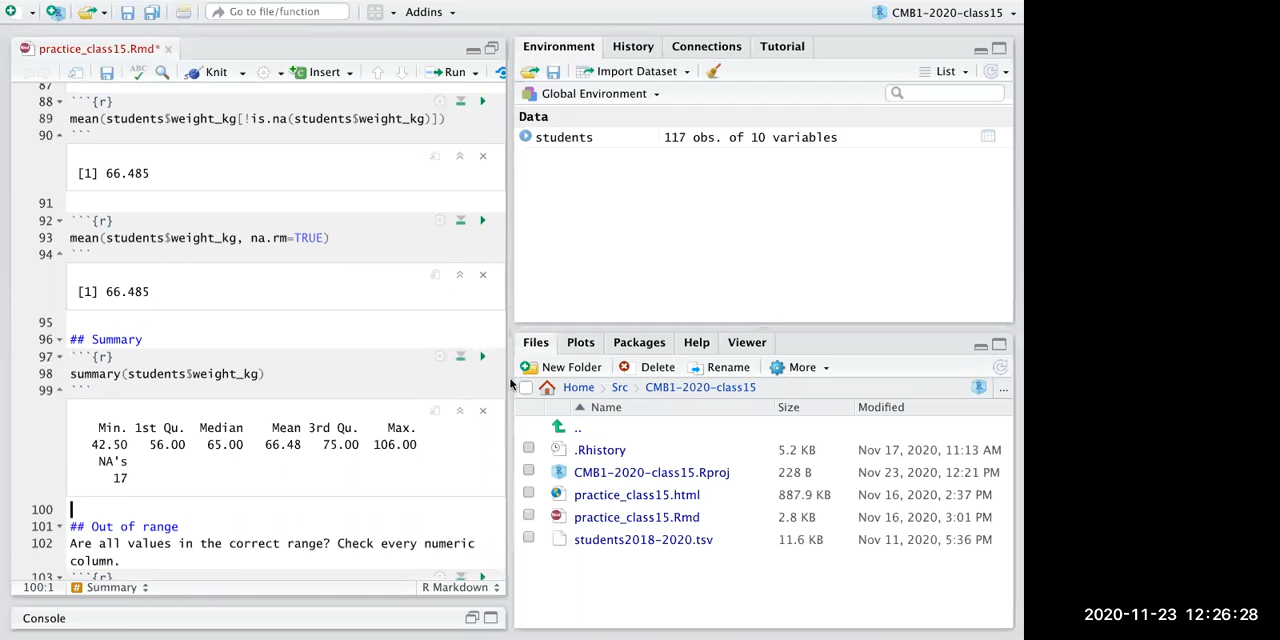 Go to file/function
Addins
CMB1-2020-class15
practice_class15.Rmd*
Knit
Insert
Run
87
88 ```{r}
89 mean(students$weight_kg[!is.na(students$weight_kg)])
90 ```
[1] 66.485
91
92 ```{r}
93 mean(students$weight_kg, na.rm=TRUE)
94 ```
[1] 66.485
95
96 ## Summary
97 ```{r}
98 summary(students$weight_kg)
99 ```
Min. 1st Qu. Median Mean 3rd Qu. Max.
42.50 56.00 65.00 66.48 75.00 106.00
NA's
17
100
101 ## Out of range
102 Are all values in the correct range? Check every numeric
column.
103 ```{r}
100:1 # Summary R Markdown
Console
Environment History Connections Tutorial
Import Dataset List
Global Environment
Data
students 117 obs. of 10 variables
Files Plots Packages Help Viewer
New Folder Delete Rename More
Home Src CMB1-2020-class15 ...
Name Size Modified
..
.Rhistory 5.2 KB Nov 17, 2020, 11:13 AM
CMB1-2020-class15.Rproj 228 B Nov 23, 2020, 12:21 PM
practice_class15.html 887.9 KB Nov 16, 2020, 2:37 PM
practice_class15.Rmd 2.8 KB Nov 16, 2020, 3:01 PM
students2018-2020.tsv 11.6 KB Nov 11, 2020, 5:36 PM
2020-11-23 12:26:28